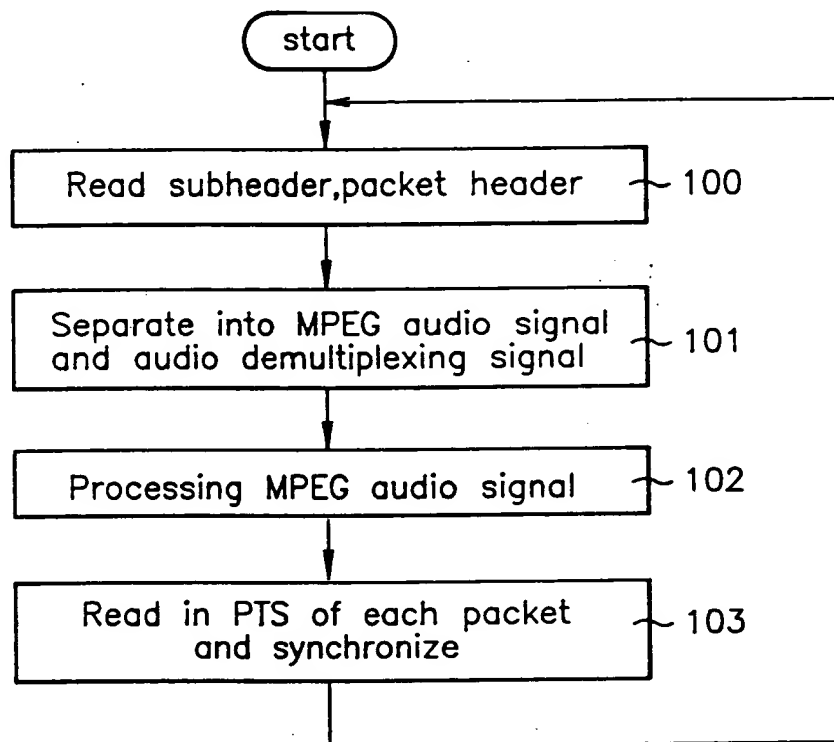 start
Read subheader,packet header
100
Separate into MPEG audio signal
and audio demultiplexing signal
101
Processing MPEG audio signal
102
Read in PTS of each packet
and synchronize
103